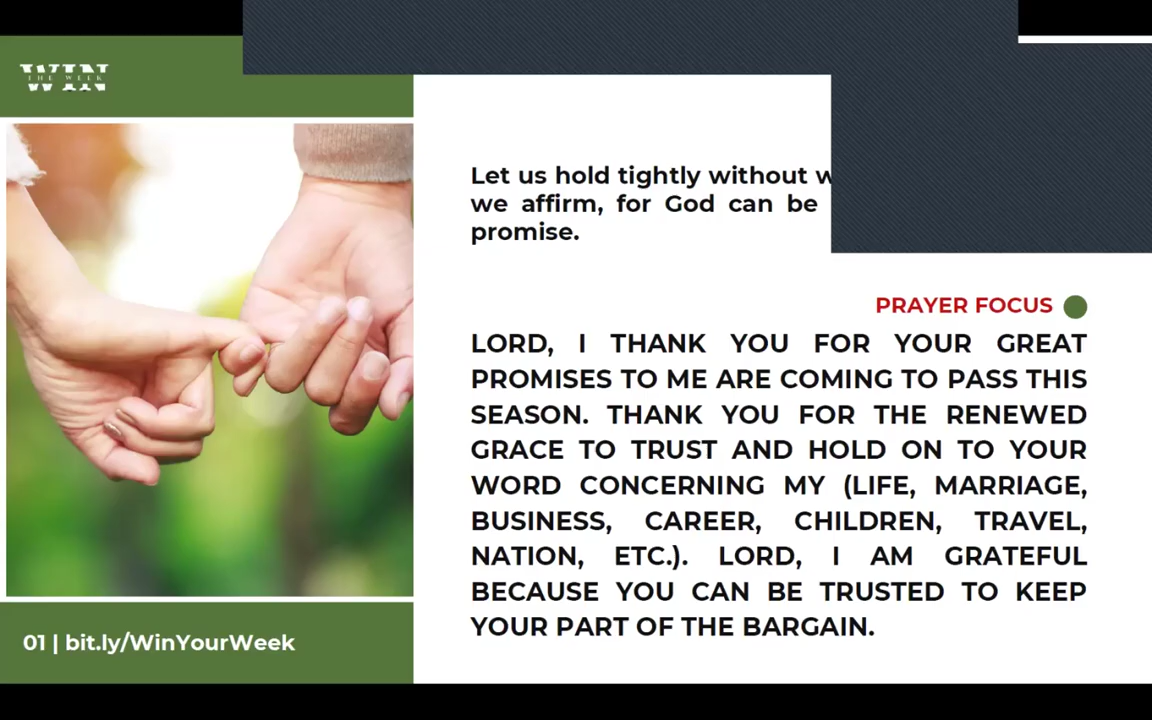 WIN
THE WEEK
Let us hold tightly without
we affirm, for God can be
promise.
PRAYER FOCUS
LORD, I THANK YOU FOR YOUR GREAT
PROMISES TO ME ARE COMING TO PASS THIS
SEASON. THANK YOU FOR THE RENEWED
GRACE TO TRUST AND HOLD ON TO YOUR
WORD CONCERNING MY (LIFE, MARRIAGE,
BUSINESS, CAREER, CHILDREN, TRAVEL,
NATION, ETC.). LORD, I AM GRATEFUL
BECAUSE YOU CAN BE TRUSTED TO KEEP
YOUR PART OF THE BARGAIN.
01 | bit.ly/WinYourWeek